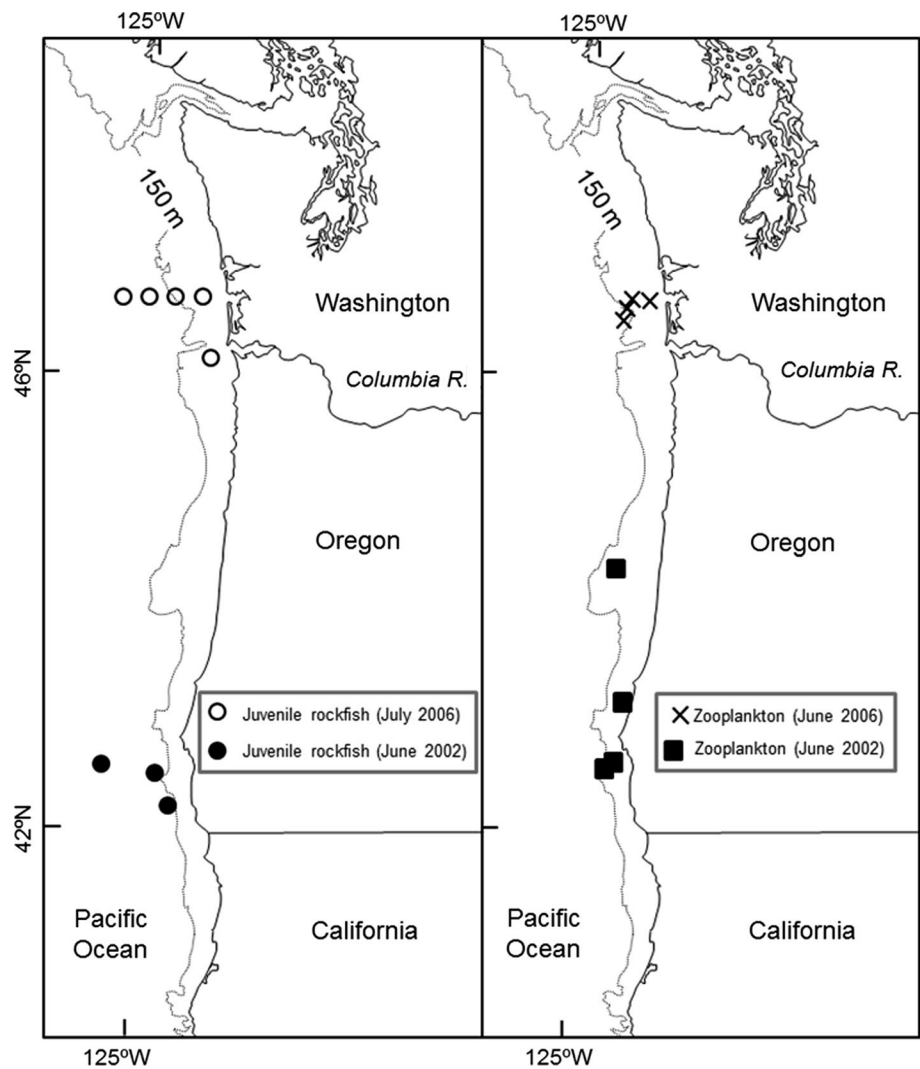 125ºW
150 m
Washington
46ºN
Columbia R.
Oregon
Juvenile rockfish (July 2006)
Juvenile rockfish (June 2002)
42ºN
Pacific
Ocean
California
125ºW
125ºW
150 m
Washington
Columbia R.
Oregon
Zooplankton (June 2006)
Zooplankton (June 2002)
Pacific
Ocean
California
125ºW